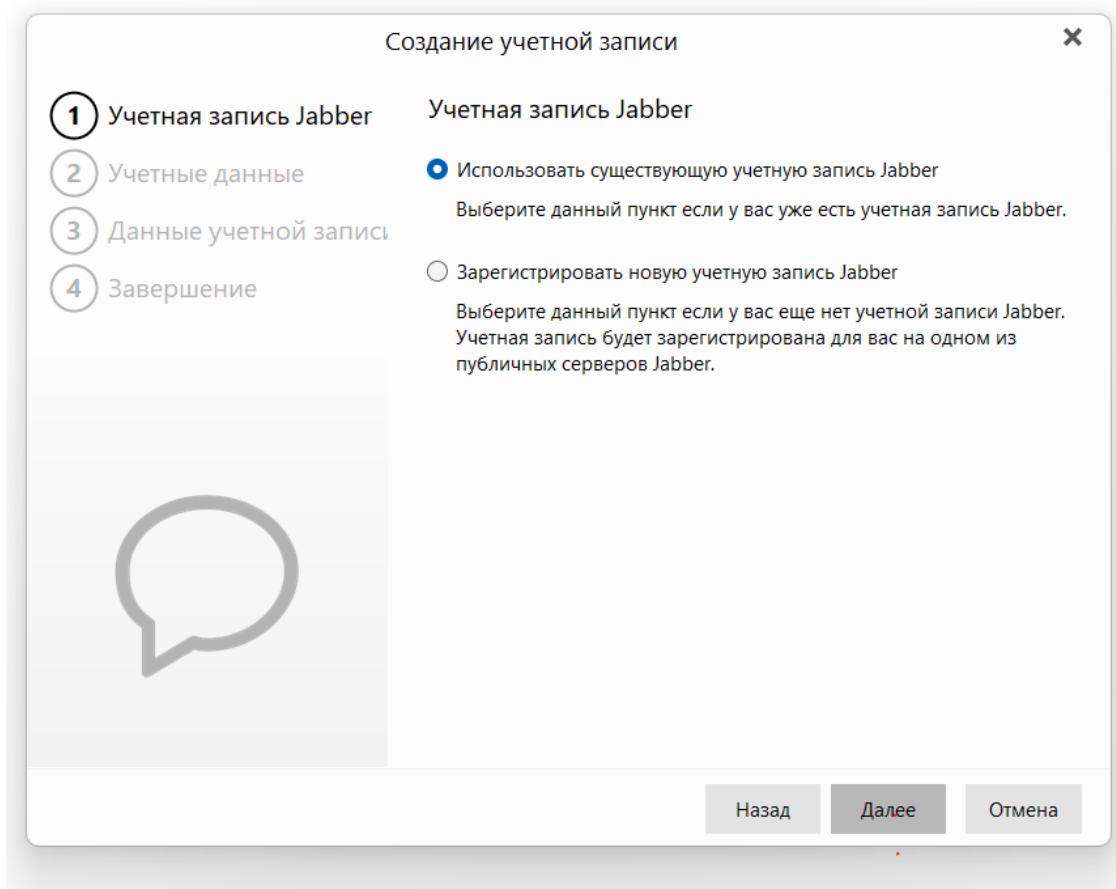 Создание учетной записи
1 Учетная запись Jabber
2 Учетные данные
3 Данные учетной записи
4 Завершение
Учетная запись Jabber
Использовать существующую учетную запись Jabber
Выберите данный пункт если у вас уже есть учетная запись Jabber.
Зарегистрировать новую учетную запись Jabber
Выберите данный пункт если у вас еще нет учетной записи Jabber.
Учетная запись будет зарегистрирована для вас на одном из
публичных серверов Jabber.
Назад
Далее
Отмена